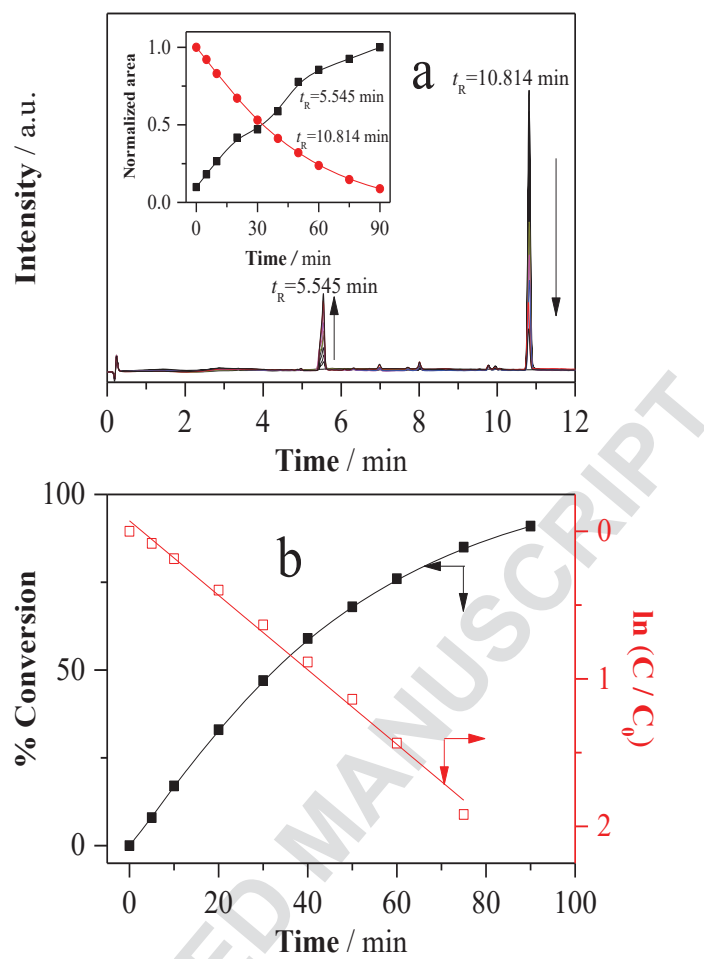 a
Intensity / a.u.
Normalized area
1.0
0.5
0.0
0 30 60 90
Time / min
tR=5.545 min
tR=10.814 min
tR=10.814 min
tR=5.545 min
0 2 4 6 8 10 12
Time / min
b
% Conversion
100
50
0
ln (C / C0)
0
1
2
0 20 40 60 80 100
Time / min
ED MANUSCRIPT